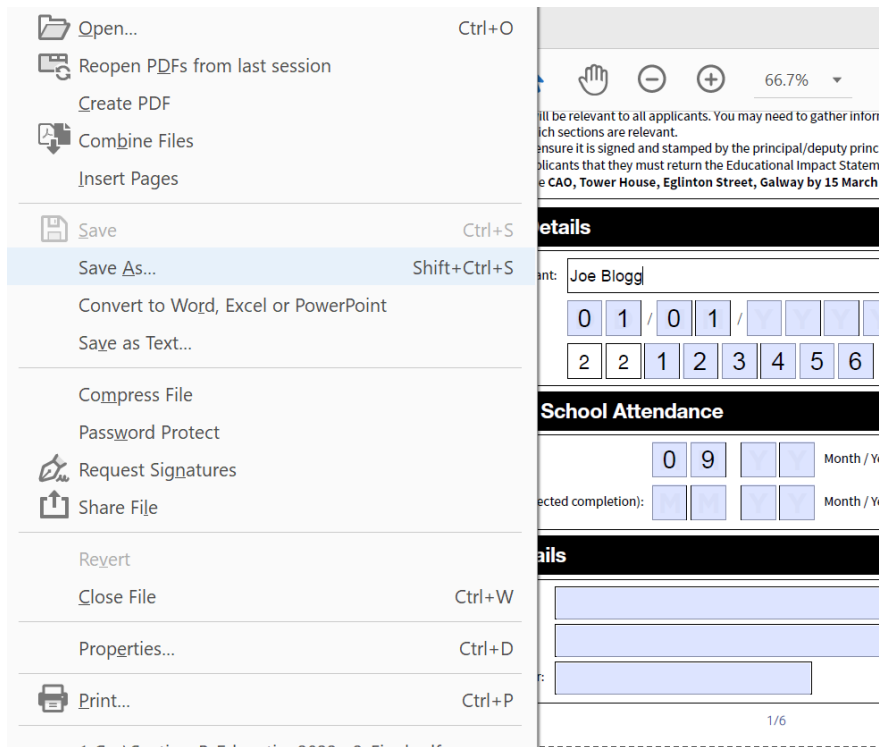 Open... Ctrl+O
Reopen PDFs from last session
Create PDF
Combine Files
Insert Pages
Save Ctrl+S
Save As... Shift+Ctrl+S
Convert to Word, Excel or PowerPoint
Save as Text...
Compress File
Password Protect
Request Signatures
Share File
Revert
Close File Ctrl+W
Properties... Ctrl+D
Print... Ctrl+P
66.7%
ill be relevant to all applicants. You may need to gather infor
ich sections are relevant.
ensure it is signed and stamped by the principal/deputy princ
plicants that they must return the Educational Impact Statem
e CAO, Tower House, Eglinton Street, Galway by 15 March
etails
ant: Joe Blogg
0 1 / 0 1 / Y Y Y Y
2 2 1 2 3 4 5 6
School Attendance
0 9 Y Y Month / Ye
ected completion): M M Y Y Month / Ye
ails
r:
1/6